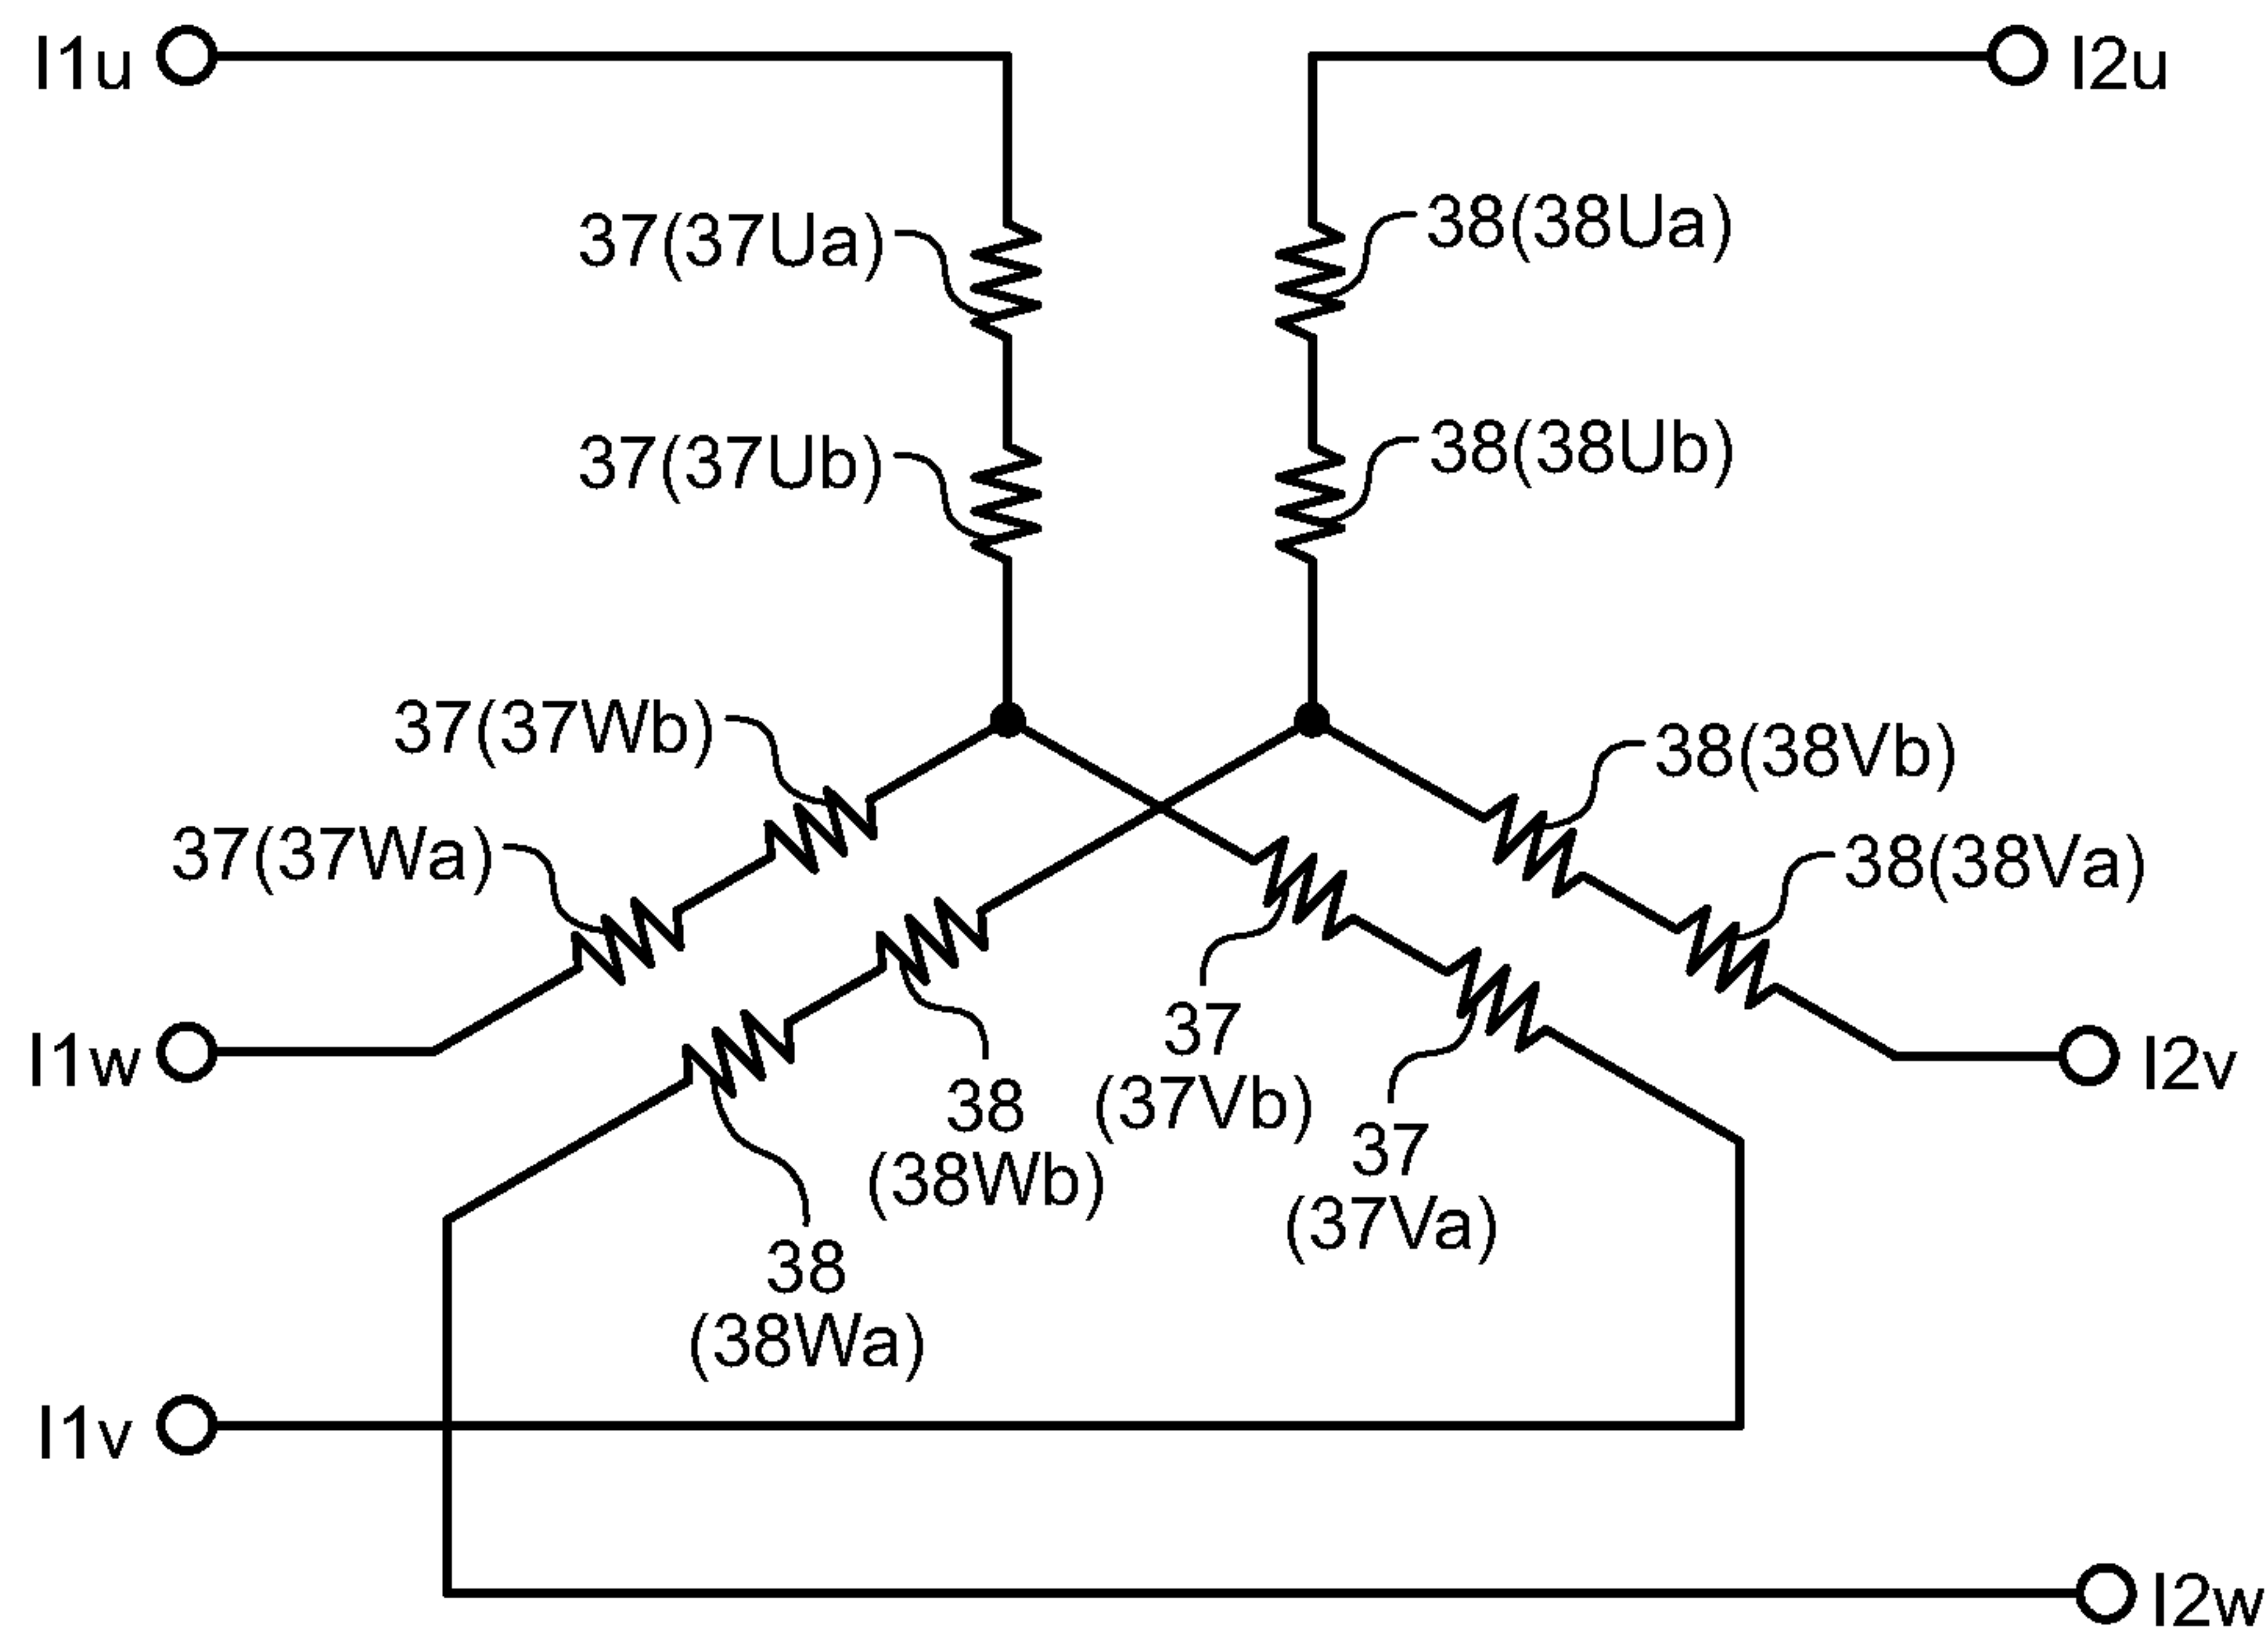 I1u
I2u
37(37Ua)
38(38Ua)
37(37Ub)
38(38Ub)
37(37Wb)
38(38Vb)
37(37Wa)
38(38Va)
I1w
37
(37Vb)
I2v
38
(38Wb)
37
(37Va)
38
(38Wa)
I1v
I2w